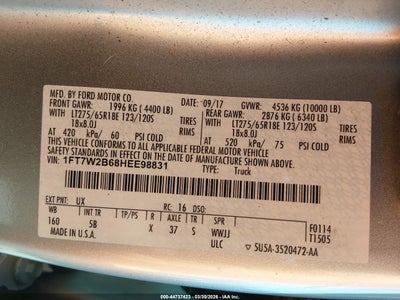 MFD. BY FORD MOTOR CO.
09/17 GVWR: 4536 KG (10000 LB)
FRONT GAWR: 1996 KG ( 4400 LB) REAR GAWR: 2876 KG ( 6340 LB)
LT275/65R18E 123/120S TIRES LT275/65R18E 123/120S TIRES
18x8.0J RIMS 18x8.0J RIMS
AT 420 kPa/ 60 PSI COLD AT 520 kPa/ 75 PSI COLD
THIS VEHICLE CONFORMS TO ALL APPLICABLE FEDERAL MOTOR VEHICLE
SAFETY STANDARDS IN EFFECT ON THE DATE OF MANUFACTURE SHOWN ABOVE.
VIN: 1FT7W2B68HEE98831
TYPE: Truck
EXT PNT: UX RC: 16 DSO:
WB INT TR TP/PS R AXLE TR SPR F0114
160 SB X 37 S WWJJ T1505
MADE IN U.S.A. ULC 5U5A-3520472-AA
© 44737423 - 03/30/2026 - IAA Inc.